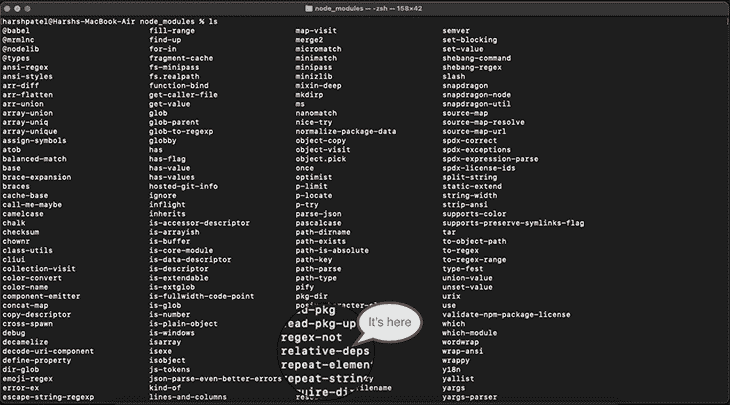 node_modules — -zsh — 158×42
harshpatel@Harshs-MacBook-Air node_modules % ls
@babel fill-range map-visit semver
@mrmlnc find-up merge2 set-blocking
@nodelib for-in micromatch set-value
@types fragment-cache minimatch shebang-command
ansi-regex fs-minipass minipass shebang-regex
ansi-styles fs.realpath minizlib slash
arr-diff function-bind mixin-deep snapdragon
arr-flatten get-caller-file mkdirp snapdragon-node
arr-union get-value ms snapdragon-util
array-union glob nanomatch source-map
array-uniq glob-parent nice-try source-map-resolve
array-unique glob-to-regexp normalize-package-data source-map-url
assign-symbols globby object-copy spdx-correct
atob has object-visit spdx-exceptions
balanced-match has-flag object.pick spdx-expression-parse
base has-value once spdx-license-ids
brace-expansion has-values optimist split-string
braces hosted-git-info p-limit static-extend
cache-base ignore p-locate string-width
call-me-maybe inflight p-try strip-ansi
camelcase inherits parse-json supports-color
chalk is-accessor-descriptor pascalcase supports-preserve-symlinks-flag
checksum is-arrayish path-dirname tar
chownr is-buffer path-exists to-object-path
class-utils is-core-module path-is-absolute to-regex
cliui is-data-descriptor path-key to-regex-range
collection-visit is-descriptor path-parse type-fest
color-convert is-extendable path-type union-value
color-name is-extglob pify unset-value
component-emitter is-fullwidth-code-point pkg-dir urix
concat-map is-glob use
copy-descriptor is-number d-pkg validate-npm-package-license
cross-spawn is-plain-object ead-pkg-up It's here which
debug is-windows which-module
decamelize isarray regex-not wordwrap
decode-uri-component isexe relative-deps wrap-ansi
define-property isobject repeat-element wrappy
dir-glob js-tokens y18n
emoji-regex json-parse-even-better-errors repeat-string yallist
error-ex kind-of filename yargs
escape-string-regexp lines-and-columns yargs-parser